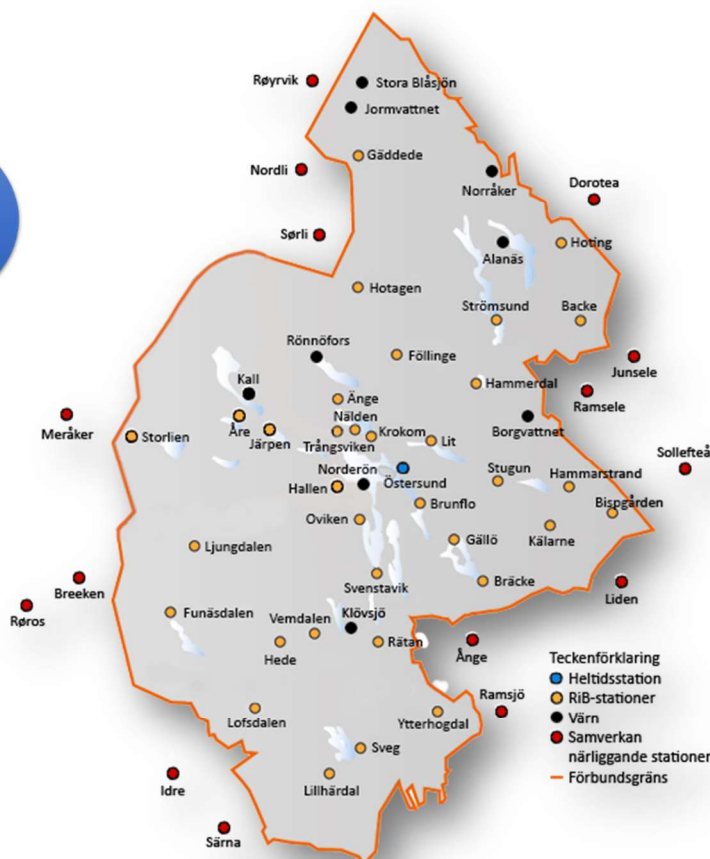 Røyrvik
Stora Blåsjön
Jormvattnet
Gäddede
Nordli
Norråker
Dorotea
Sørli
Alanäs
Hoting
Hotagen
Strömsund
Backe
Rönnöfors
Föllinge
Junsele
Kall
Hammerdal
Ramsele
Änge
Meråker
Storlien
Åre
Järpen
Nälden
Krokom
Trångsviken
Lit
Borgvattnet
Sollefteå
Norderön
Östersund
Stugun
Hammarstrand
Hallen
Brunflo
Bispgården
Oviken
Kälarne
Ljungdalen
Gällö
Svenstavik
Bräcke
Breeken
Liden
Røros
Funäsdalen
Vemdalen
Klövsjö
Hede
Rätan
Ånge
Lofsdalen
Ytterhogdal
Ramsjö
Sveg
Idre
Lillhärdal
Särna
Teckenförklaring
Heltidsstation
RiB-stationer
Värn
Samverkan
närliggande stationer
Förbundsgräns